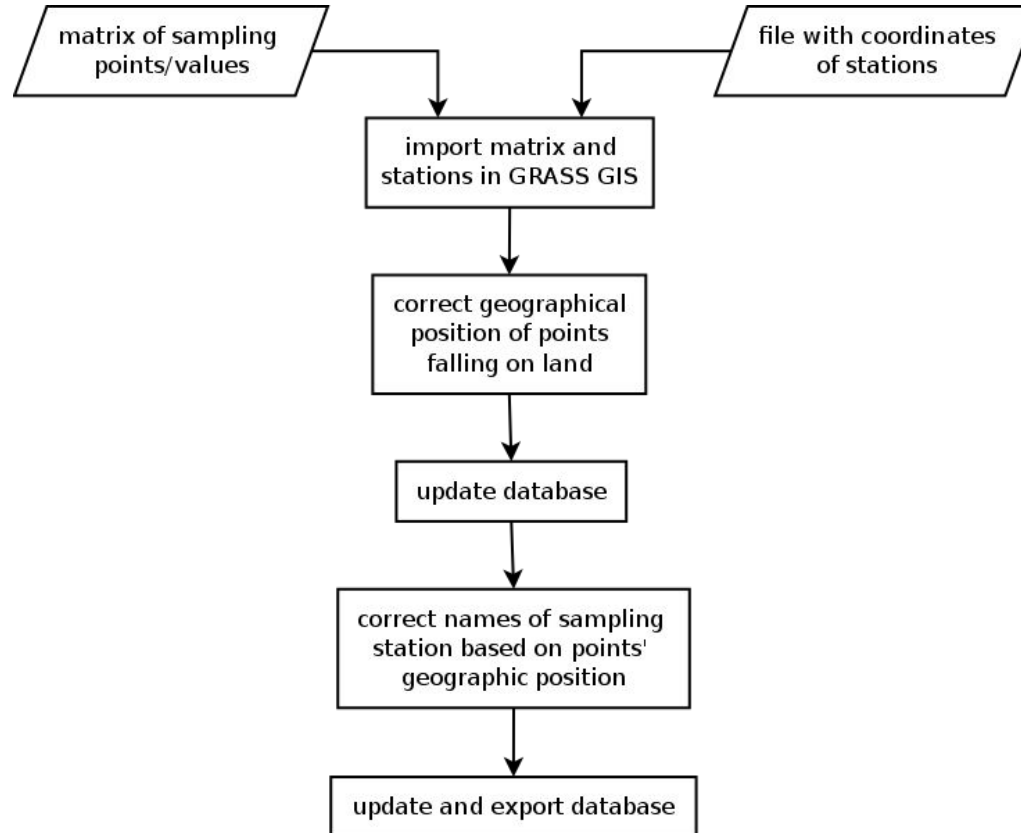 matrix of sampling
points/values
file with coordinates
of stations
import matrix and
stations in GRASS GIS
correct geographical
position of points
falling on land
update database
correct names of sampling
station based on points'
geographic position
update and export database